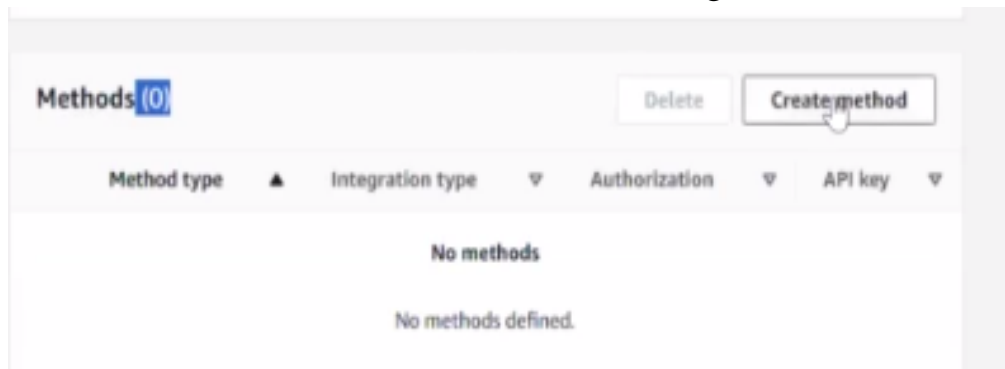 Methods (0) Delete Create method
Method type Integration type Authorization API key
No methods
No methods defined.